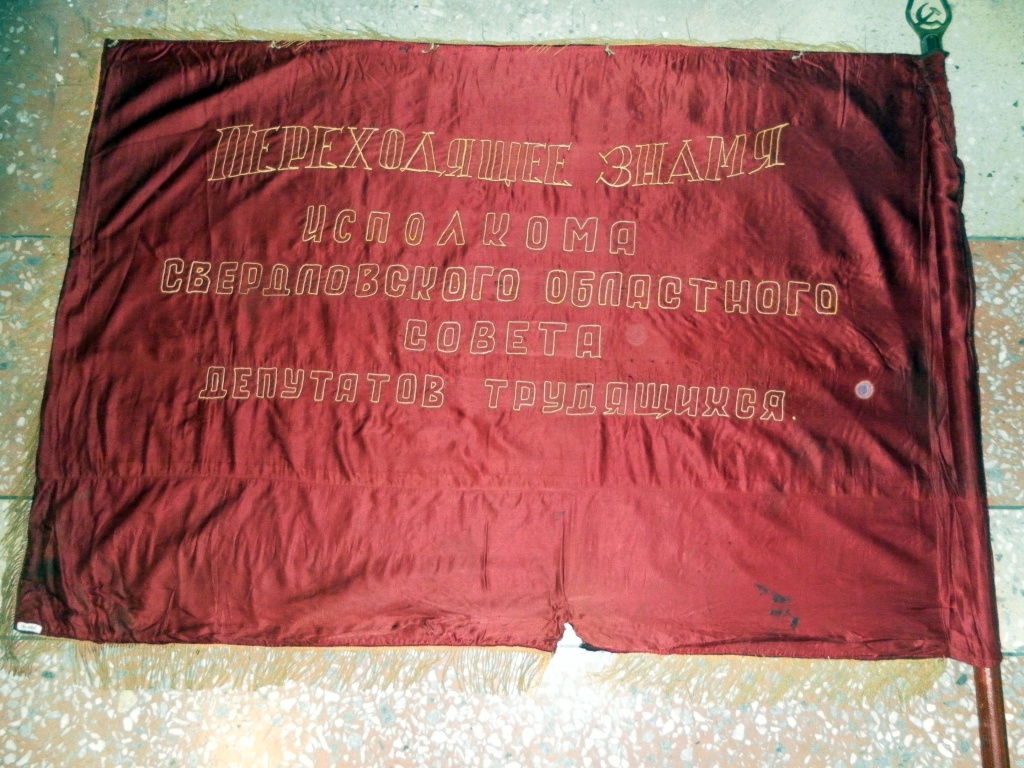 ПЕРЕХОДЯЩЕЕ ЗНАМЯ
ИСПОЛКОМА
СВЕРДЛОВСКОГО ОБЛАСТНОГО
СОВЕТА
ДЕПУТАТОВ ТРУДЯЩИХСЯ.